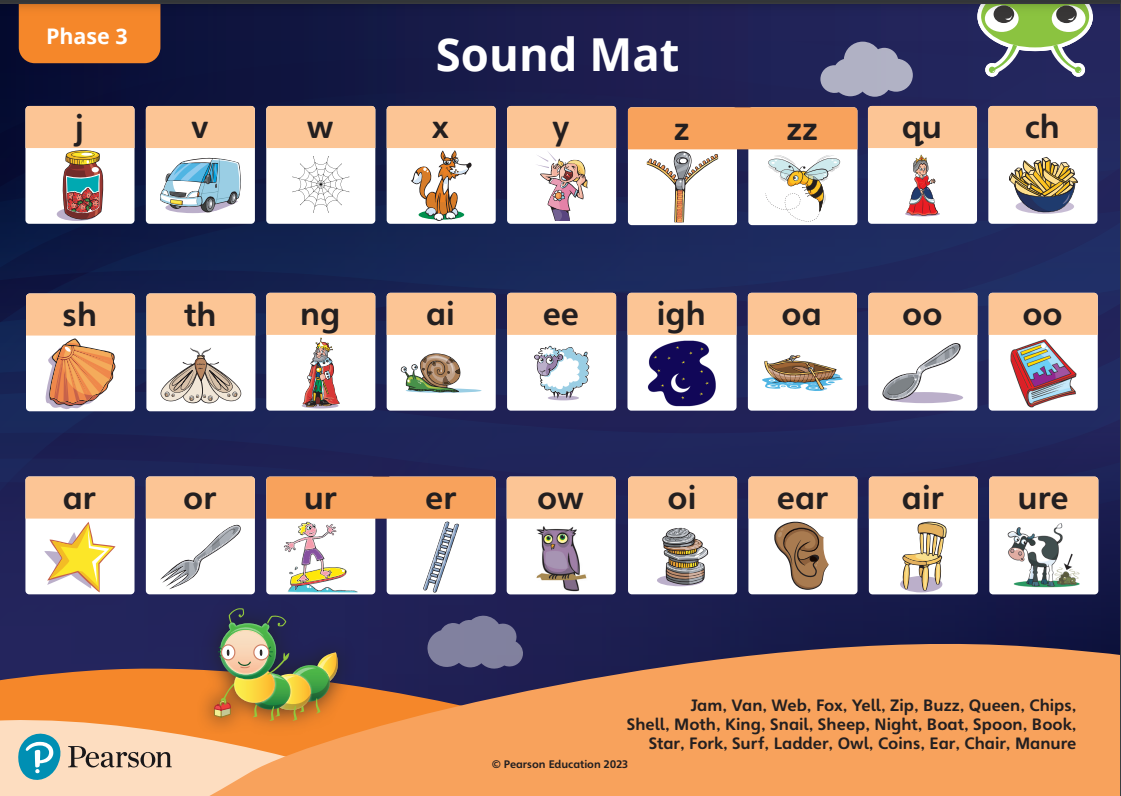 Phase 3
Sound Mat
j v w x y z zz qu ch
sh th ng ai ee igh oa oo oo
ar or ur er ow oi ear air ure
Jam, Van, Web, Fox, Yell, Zip, Buzz, Queen, Chips,
Shell, Moth, King, Snail, Sheep, Night, Boat, Spoon, Book,
Star, Fork, Surf, Ladder, Owl, Coins, Ear, Chair, Manure
P Pearson
© Pearson Education 2023